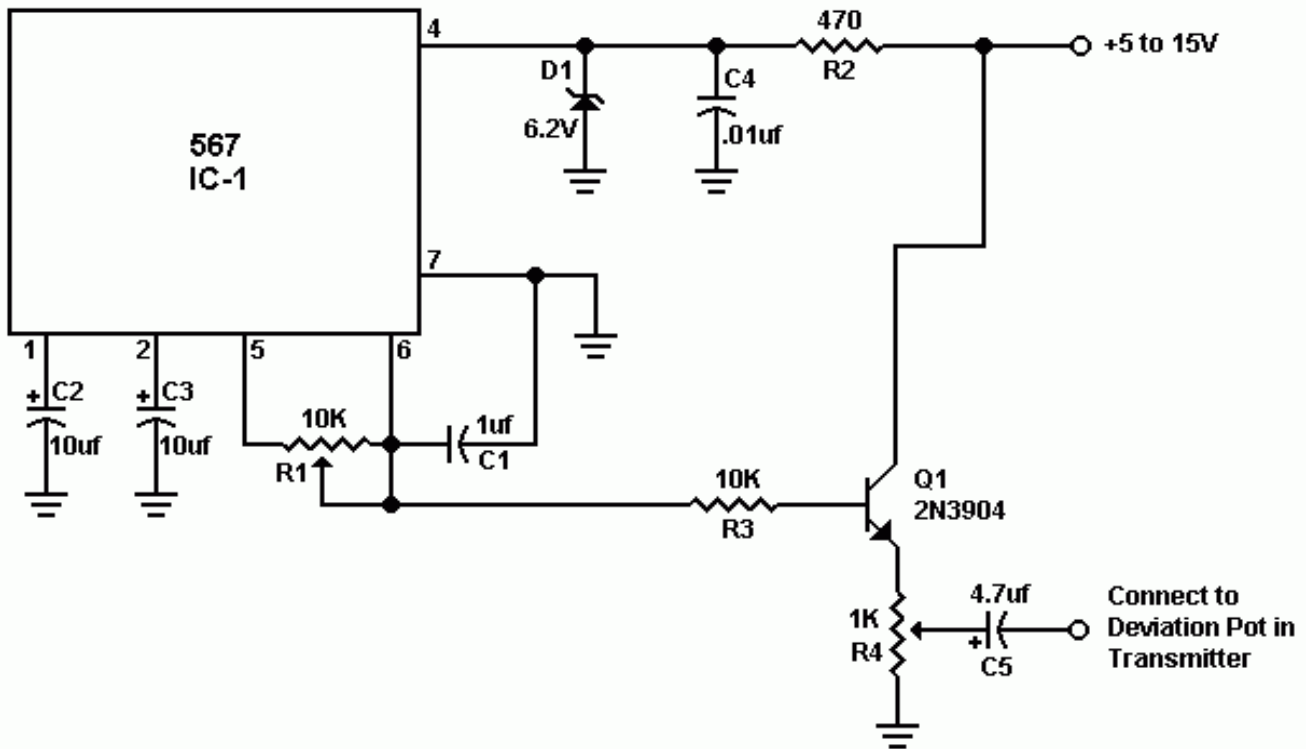 4
470
R2
+5 to 15V
D1
6.2V
C4
.01uf
567
IC-1
7
1
2
5
6
+
C2
10uf
+
C3
10uf
10K
R1
1uf
C1
10K
R3
Q1
2N3904
1K
R4
4.7uf
+
C5
Connect to
Deviation Pot in
Transmitter